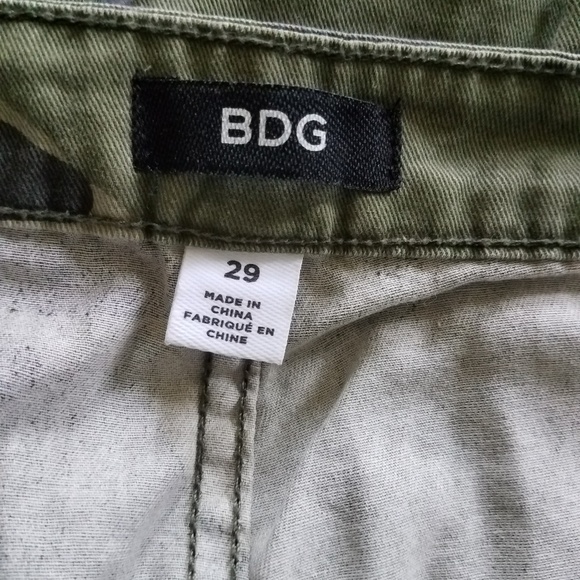 BDG
29
MADE IN
CHINA
FABRIQUÉ EN
CHINE